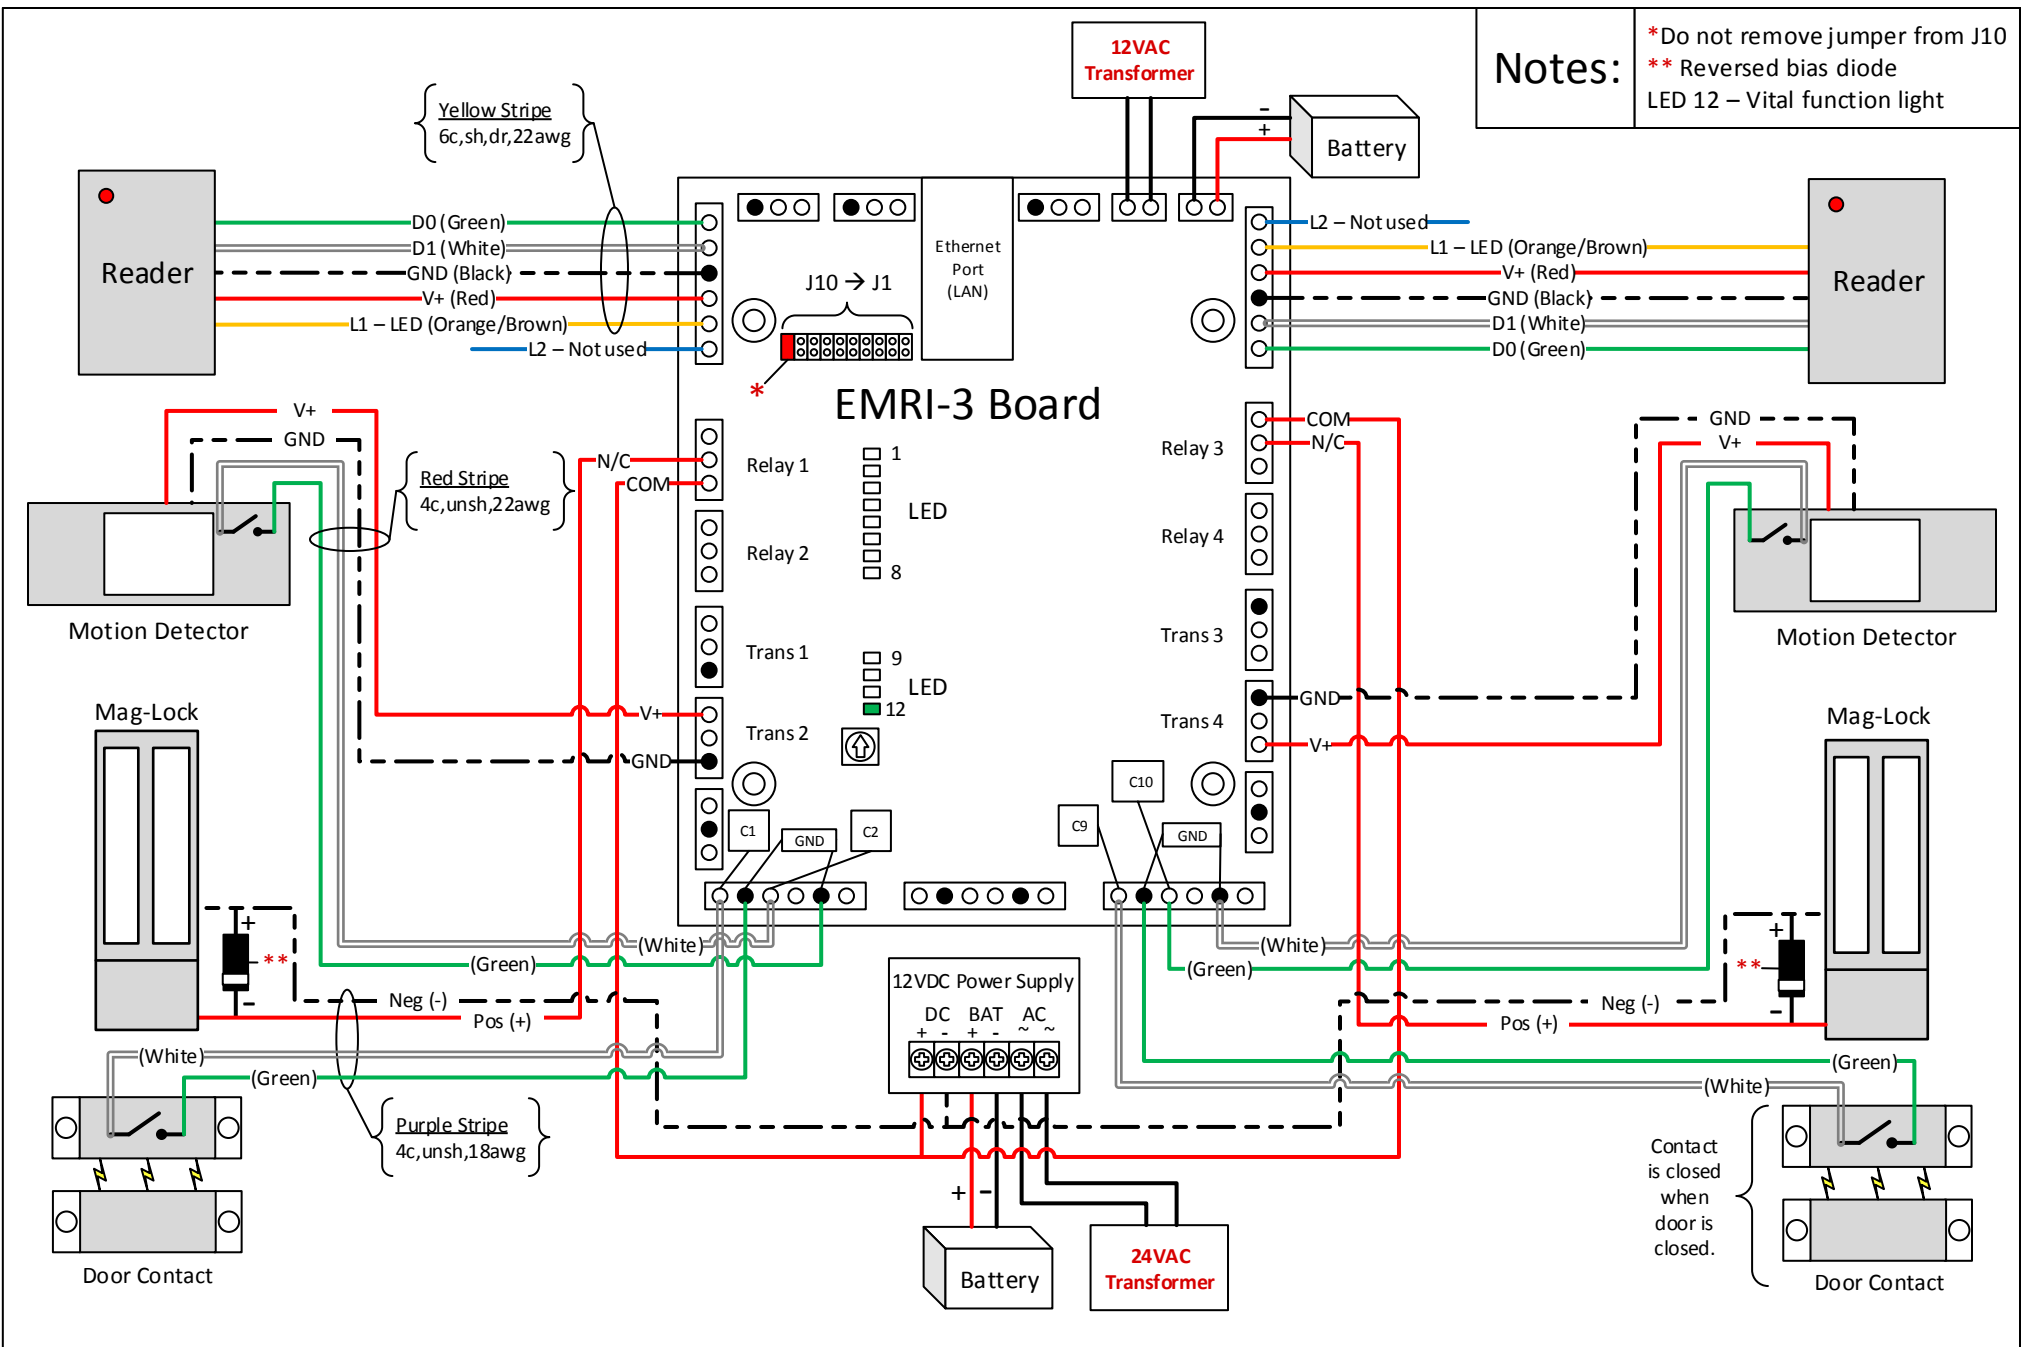 12VAC
Transformer
Notes:
*Do not remove jumper from J10
** Reversed bias diode
LED 12 – Vital function light
Yellow Stripe
6c,sh,dr,22awg
-
+
Battery
Reader
D0 (Green)
D1 (White)
GND (Black)
V+ (Red)
L1 – LED (Orange/Brown)
L2 – Not used
J10 → J1
*
Ethernet
Port
(LAN)
L2 – Not used
L1 – LED (Orange/Brown)
V+ (Red)
GND (Black)
D1 (White)
D0 (Green)
Reader
EMRI-3 Board
V+
GND
Red Stripe
4c,unsh,22awg
N/C
COM
Relay 1
Relay 2
Trans 1
Trans 2
1
LED
8
9
LED
12
Relay 3
Relay 4
Trans 3
Trans 4
COM
N/C
GND
V+
Motion Detector
Motion Detector
V+
GND
GND
V+
Mag-Lock
Mag-Lock
C1
GND
C2
C9
C10
GND
(White)
(Green)
(White)
(Green)
+
**
-
Neg (-)
Pos (+)
+
**
-
Neg (-)
Pos (+)
12VDC Power Supply
DC BAT AC
+ - + - ~ ~
(White)
(Green)
(Green)
(White)
Purple Stripe
4c,unsh,18awg
Door Contact
+ -
Battery
24VAC
Transformer
Contact
is closed
when
door is
closed.
Door Contact